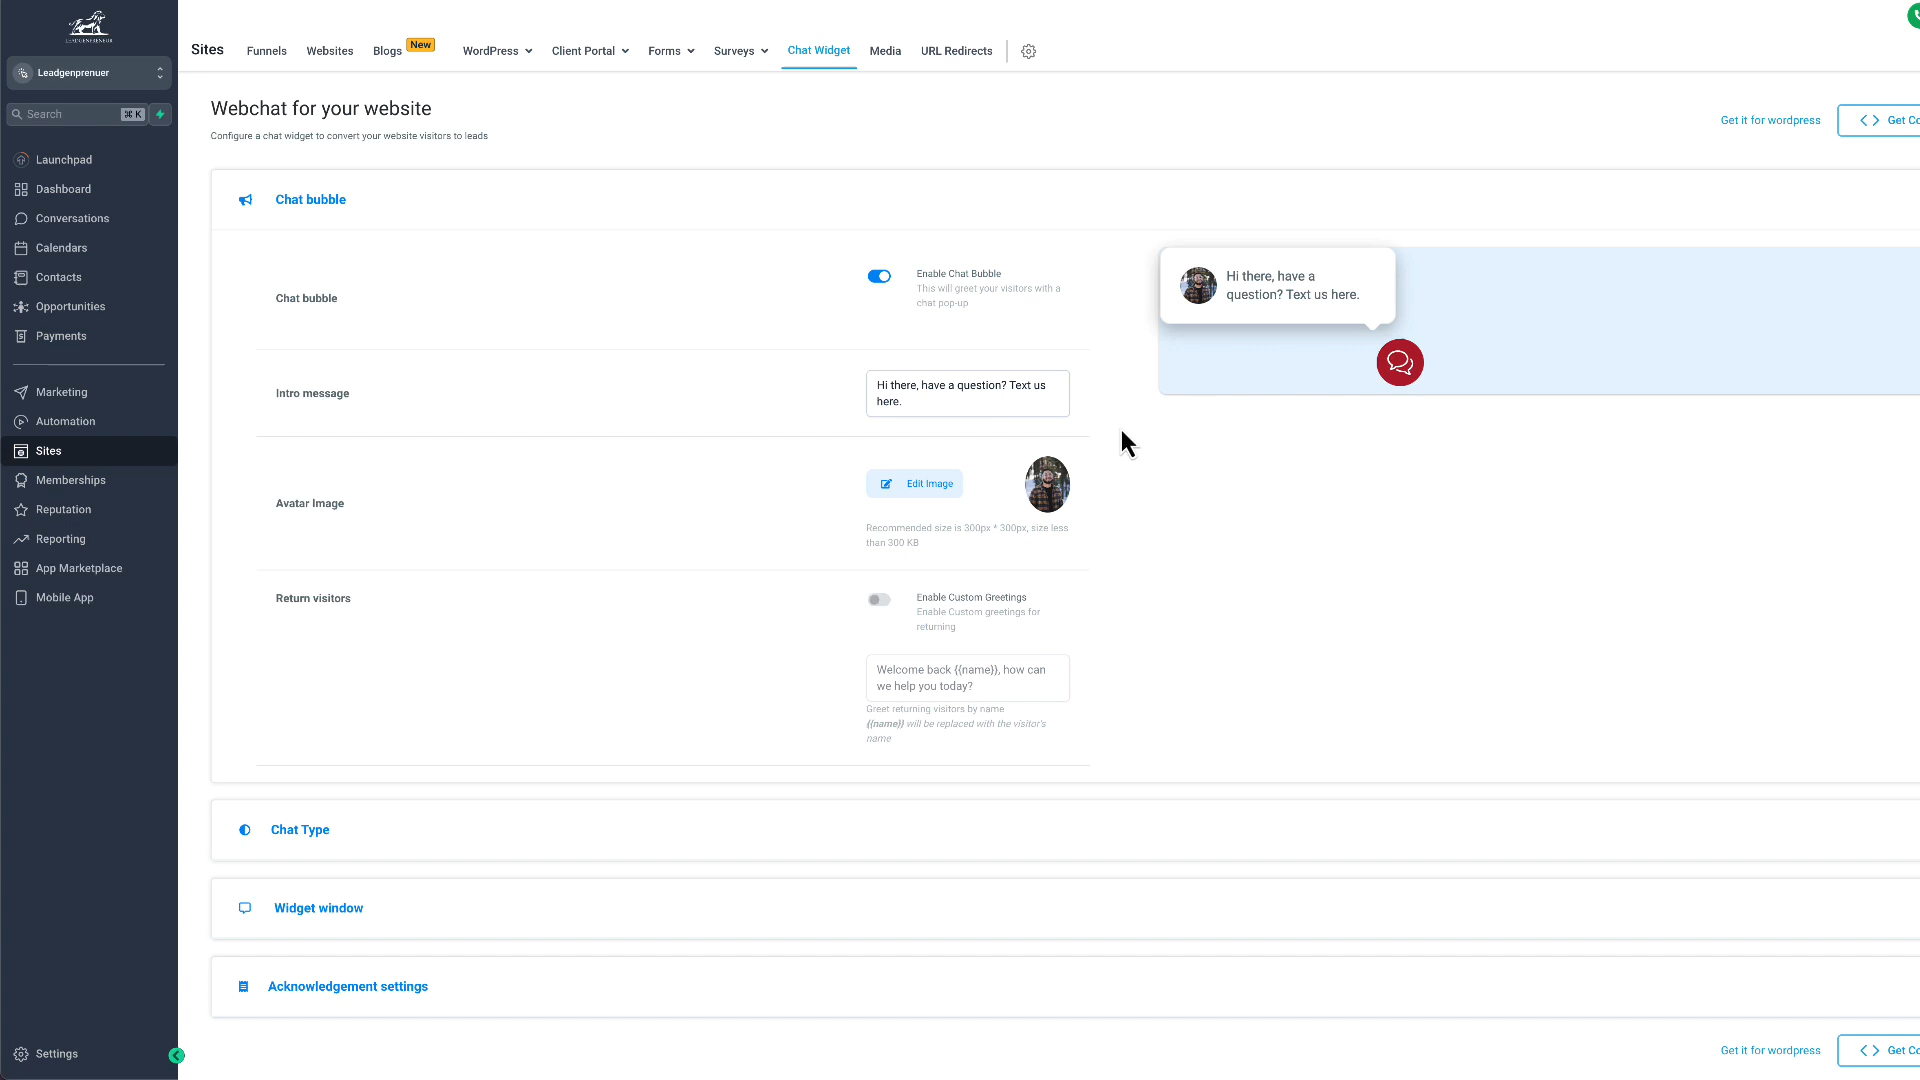 LEADGENPRENEUR
Leadgenprenuer
Search ⌘ K
Launchpad
Dashboard
Conversations
Calendars
Contacts
Opportunities
Payments
Marketing
Automation
Sites
Memberships
Reputation
Reporting
App Marketplace
Mobile App
Settings
Sites Funnels Websites Blogs New WordPress Client Portal Forms Surveys Chat Widget Media URL Redirects
Webchat for your website
Configure a chat widget to convert your website visitors to leads
Get it for wordpress Get Co
Chat bubble
Chat bubble
Enable Chat Bubble
This will greet your visitors with a
chat pop-up
Hi there, have a
question? Text us here.
Intro message
Hi there, have a question? Text us
here.
Avatar Image
Edit Image
Recommended size is 300px * 300px, size less
than 300 KB
Return visitors
Enable Custom Greetings
Enable Custom greetings for
returning
Welcome back {{name}}, how can
we help you today?
Greet returning visitors by name
{{name}} will be replaced with the visitor's
name
Chat Type
Widget window
Acknowledgement settings
Get it for wordpress Get Co